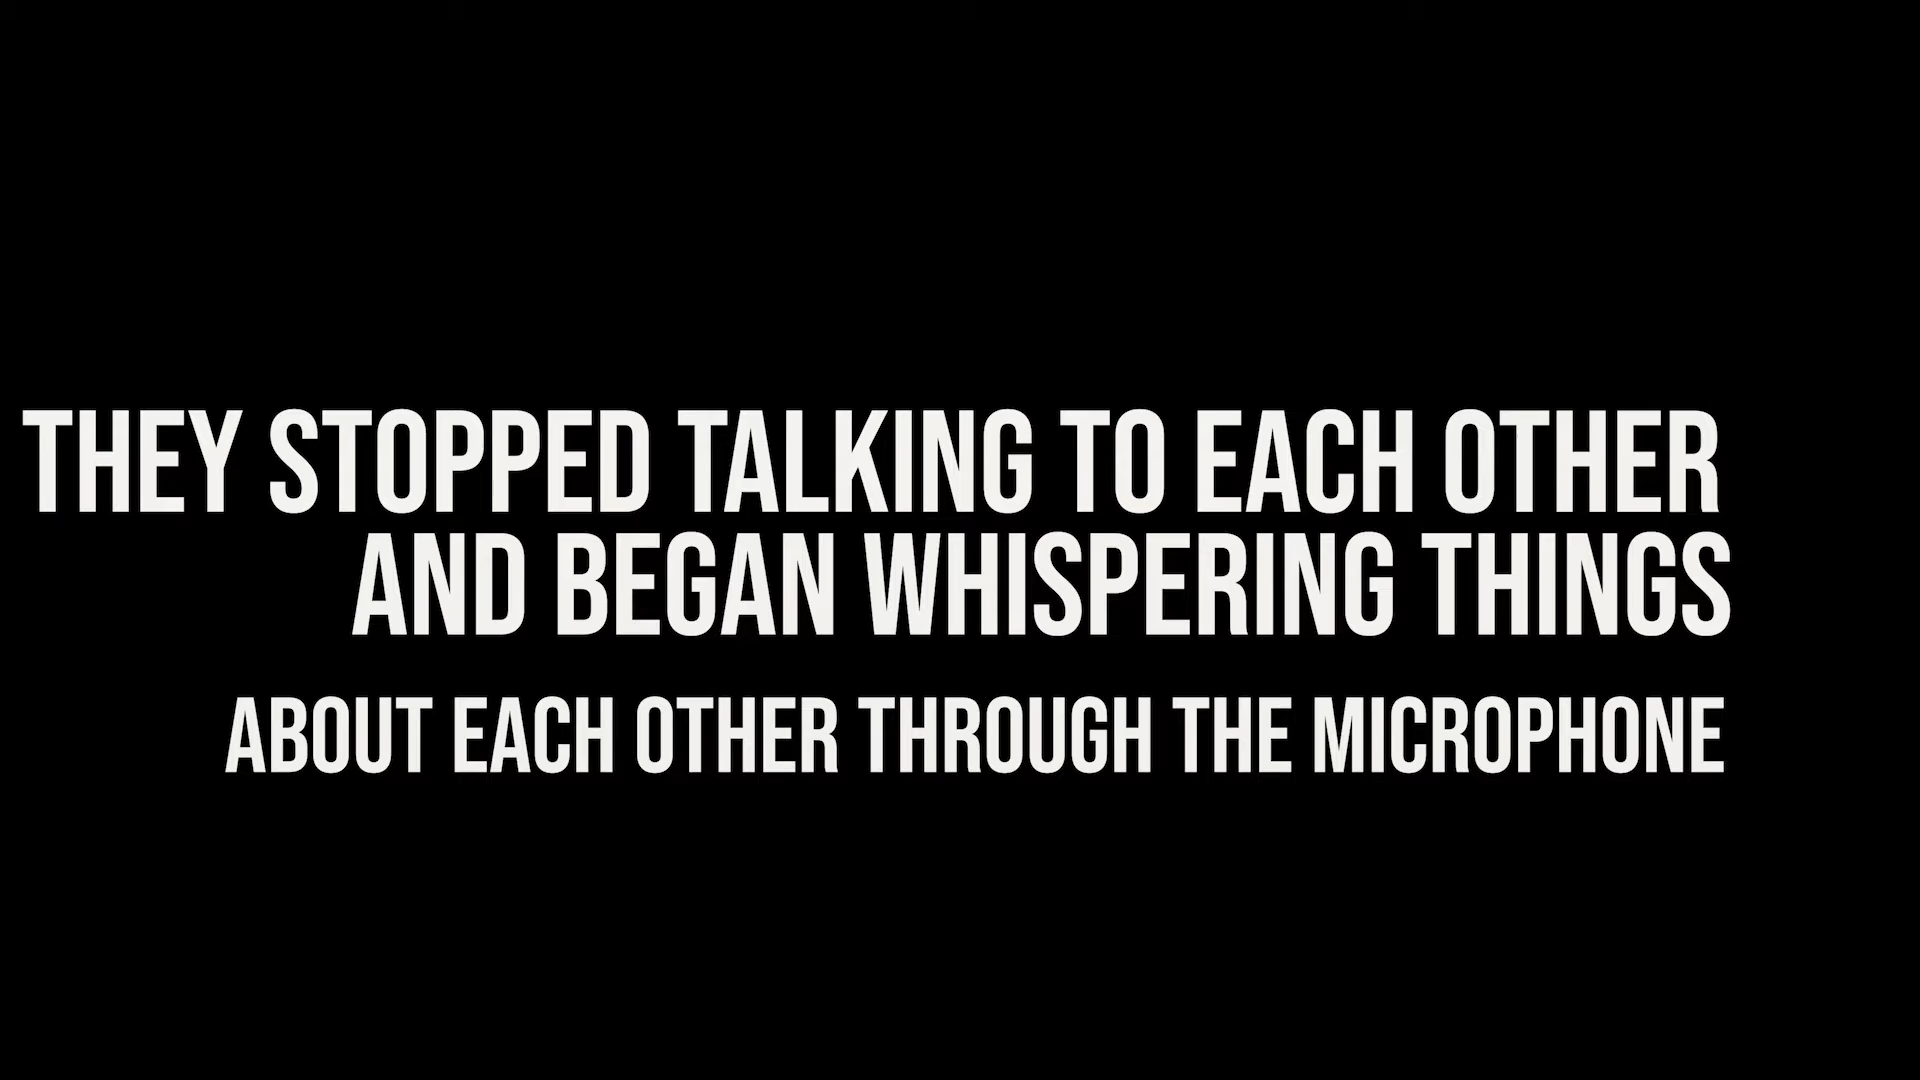 THEY STOPPED TALKING TO EACH OTHER
AND BEGAN WHISPERING THINGS
ABOUT EACH OTHER THROUGH THE MICROPHONE